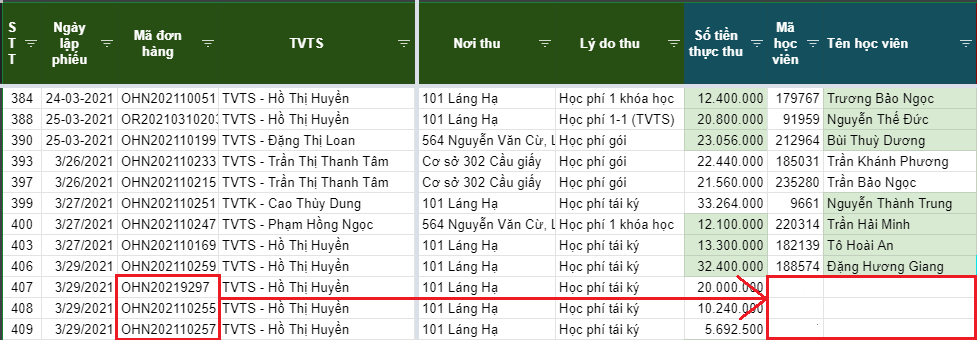 S T T Ngày lập phiếu Mã đơn hàng TVTS Nơi thu Lý do thu Số tiền thực thu Mã học viên Tên học viên
384 24-03-2021 OHN202110051 TVTS - Hồ Thị Huyền 101 Láng Hạ Học phí 1 khóa học 12.400.000 179767 Trương Bảo Ngọc
388 25-03-2021 OR20210310203 TVTS - Hồ Thị Huyền 101 Láng Hạ Học phí 1-1 (TVTS) 20.800.000 91959 Nguyễn Thế Đức
390 25-03-2021 OHN202110199 TVTS - Đặng Thị Loan 564 Nguyễn Văn Cừ, L Học phí gói 23.056.000 212964 Bùi Thuỳ Dương
393 3/26/2021 OHN202110233 TVTS - Trần Thị Thanh Tâm Cơ sở 302 Cầu giấy Học phí gói 22.440.000 185031 Trần Khánh Phương
397 3/26/2021 OHN202110215 TVTS - Trần Thị Thanh Tâm Cơ sở 302 Cầu giấy Học phí gói 21.560.000 235280 Trần Bảo Ngọc
399 3/27/2021 OHN202110251 TVTK - Cao Thùy Dung 101 Láng Hạ Học phí tái ký 33.264.000 9661 Nguyễn Thành Trung
400 3/27/2021 OHN202110247 TVTS - Phạm Hồng Ngọc 564 Nguyễn Văn Cừ, L Học phí 1 khóa học 12.100.000 220314 Trần Hải Minh
403 3/27/2021 OHN202110169 TVTS - Hồ Thị Huyền 101 Láng Hạ Học phí tái ký 13.300.000 182139 Tô Hoài An
406 3/29/2021 OHN202110259 TVTS - Hồ Thị Huyền 101 Láng Hạ Học phí tái ký 32.400.000 188574 Đặng Hương Giang
407 3/29/2021 OHN20219297 TVTS - Hồ Thị Huyền 101 Láng Hạ Học phí tái ký 20.000.000
408 3/29/2021 OHN202110255 TVTS - Hồ Thị Huyền 101 Láng Hạ Học phí tái ký 10.240.000
409 3/29/2021 OHN202110257 TVTS - Hồ Thị Huyền 101 Láng Hạ Học phí tái ký 5.692.500